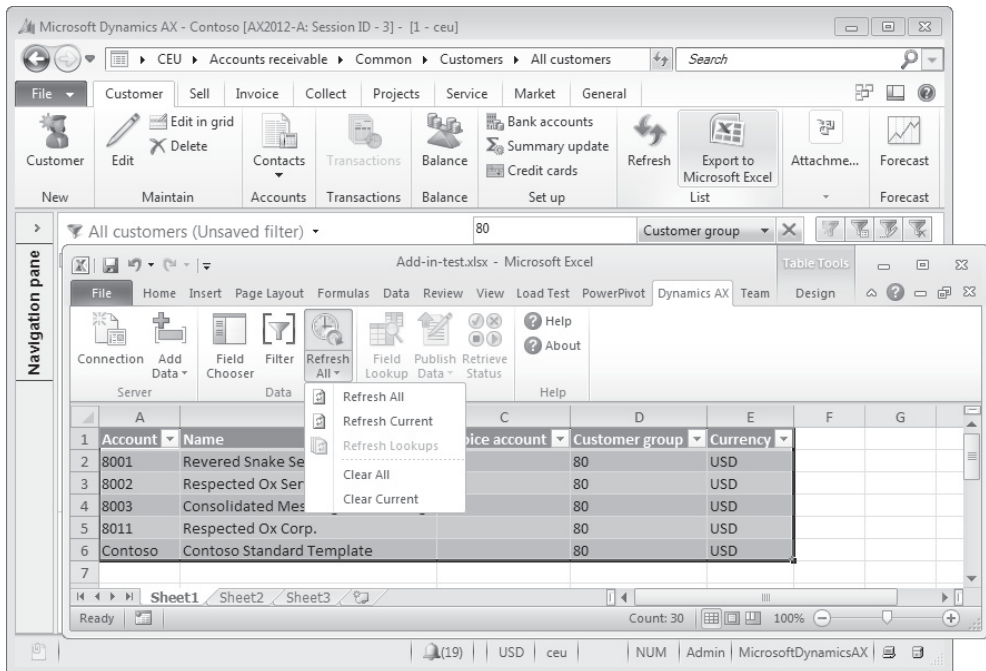 Microsoft Dynamics AX - Contoso [AX2012-A: Session ID - 3] - [1 - ceu]
CEU ▸ Accounts receivable ▸ Common ▸ Customers ▸ All customers
Search
File Customer Sell Invoice Collect Projects Service Market General
Customer
New
Edit
Edit in grid
Delete
Maintain
Contacts
Accounts
Transactions
Transactions
Balance
Balance
Bank accounts
Summary update
Credit cards
Set up
Refresh
Export to
Microsoft Excel
List
Attachme...
Forecast
Forecast
Navigation pane
All customers (Unsaved filter)
80
Customer group
Add-in-test.xlsx - Microsoft Excel
Table Tools
File Home Insert Page Layout Formulas Data Review View Load Test PowerPivot Dynamics AX Team Design
Connection
Add
Data
Server
Field
Chooser
Filter
Refresh
All
Data
Field
Lookup
Publish
Data
Retrieve
Status
Help
About
Help
Refresh All
Refresh Current
Refresh Lookups
Clear All
Clear Current
A C D E F G
1 Account Name account Customer group Currency
2 8001 Revered Snake 80 USD
3 8002 Respected Ox 80 USD
4 8003 Consolidated 80 USD
5 8011 Respected Ox Corp. 80 USD
6 Contoso Contoso Standard Template 80 USD
7
Sheet1 Sheet2 Sheet3
Ready
Count: 30
100%
(19) USD ceu NUM Admin MicrosoftDynamicsAX